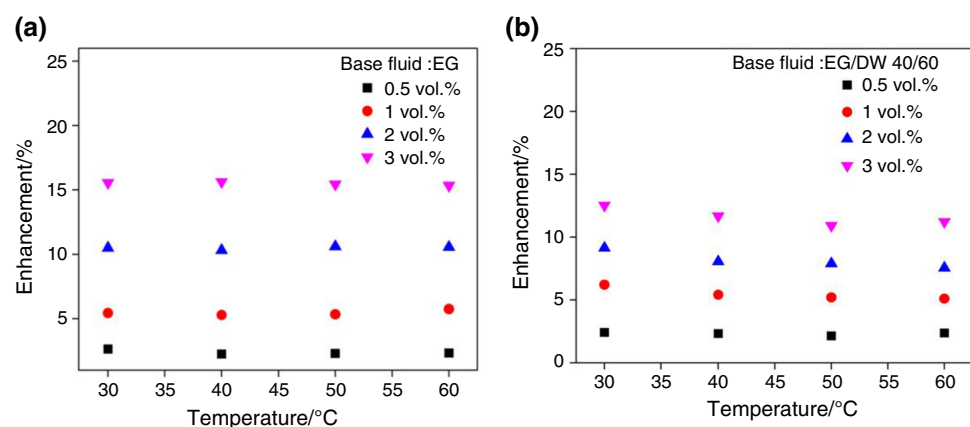 (a)
Base fluid :EG
0.5 vol.%
1 vol.%
2 vol.%
3 vol.%
25
20
15
10
5
Enhancement/%
30 35 40 45 50 55 60
Temperature/°C
(b)
Base fluid :EG/DW 40/60
0.5 vol.%
1 vol.%
2 vol.%
3 vol.%
25
20
15
10
5
0
Enhancement/%
30 35 40 45 50 55 60
Temperature/°C